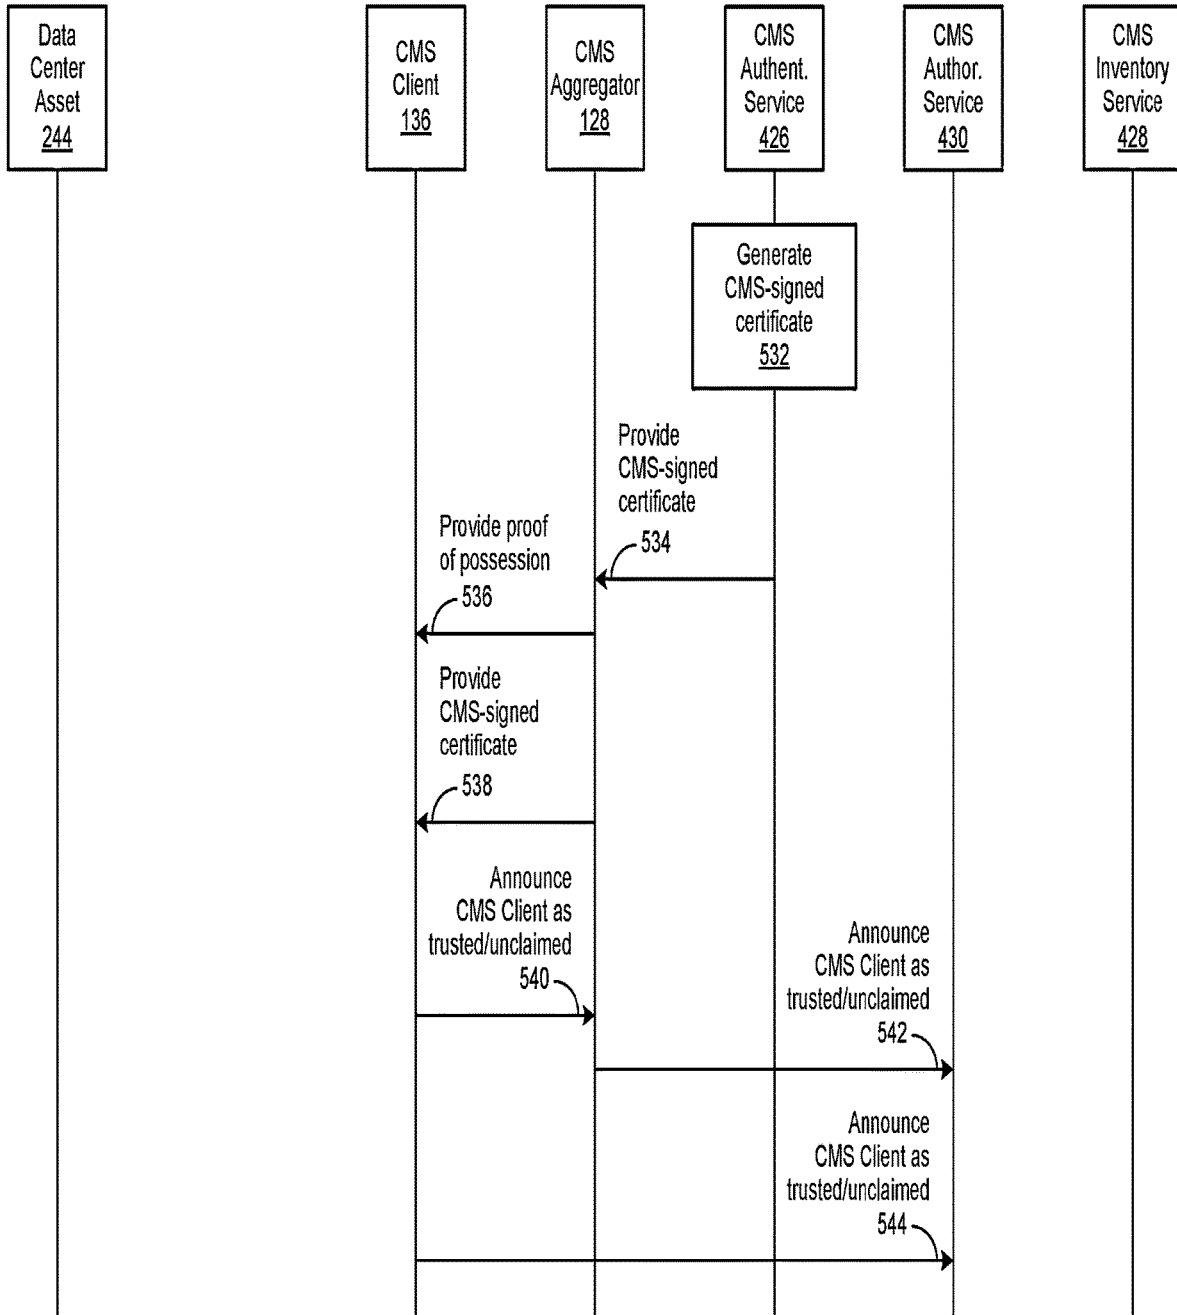 Data
Center
Asset
244
CMS
Client
136
CMS
Aggregator
128
CMS
Authent.
Service
426
CMS
Author.
Service
430
CMS
Inventory
Service
428
Generate
CMS-signed
certificate
532
Provide
CMS-signed
certificate
534
Provide proof
of possession
536
Provide
CMS-signed
certificate
538
Announce
CMS Client as
trusted/unclaimed
540
Announce
CMS Client as
trusted/unclaimed
542
Announce
CMS Client as
trusted/unclaimed
544